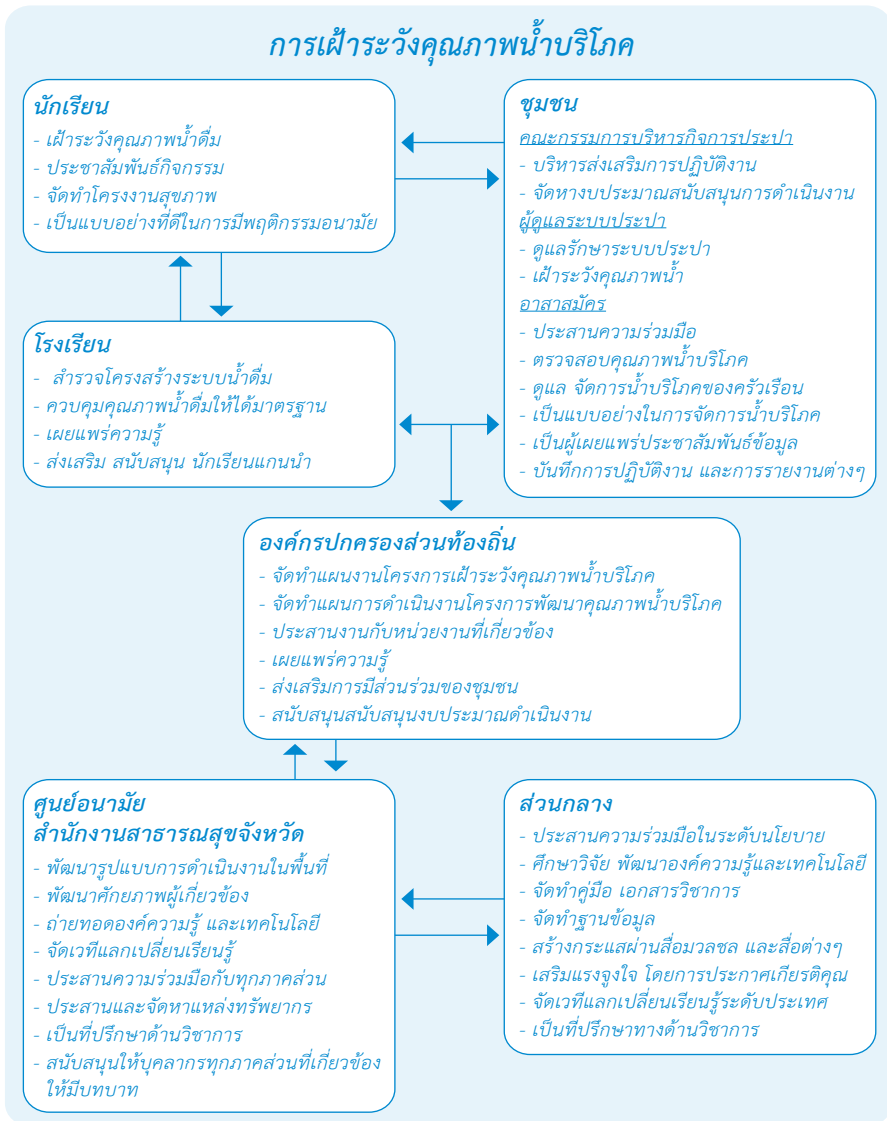 การเฝ้าระวังคุณภาพน้ำบริโภค
นักเรียน
- เฝ้าระวังคุณภาพน้ำดื่ม
- ประชาสัมพันธ์กิจกรรม
- จัดทำโครงงานสุขภาพ
- เป็นแบบอย่างที่ดีในการมีพฤติกรรมอนามัย
ชุมชน
คณะกรรมการบริหารกิจการประปา
- บริหารส่งเสริมการปฏิบัติงาน
- จัดหางบประมาณสนับสนุนการดำเนินงาน
ผู้ดูแลระบบประปา
- ดูแลรักษาระบบประปา
- เฝ้าระวังคุณภาพน้ำ
อาสาสมัคร
- ประสานความร่วมมือ
- ตรวจสอบคุณภาพน้ำบริโภค
- ดูแล จัดการน้ำบริโภคของครัวเรือน
- เป็นแบบอย่างในการจัดการน้ำบริโภค
- เป็นผู้เผยแพร่ประชาสัมพันธ์ข้อมูล
- บันทึกการปฏิบัติงาน และการรายงานต่างๆ
โรงเรียน
- สำรวจโครงสร้างระบบน้ำดื่ม
- ควบคุมคุณภาพน้ำดื่มให้ได้มาตรฐาน
- เผยแพร่ความรู้
- ส่งเสริม สนับสนุน นักเรียนแกนนำ
องค์กรปกครองส่วนท้องถิ่น
- จัดทำแผนงานโครงการเฝ้าระวังคุณภาพน้ำบริโภค
- จัดทำแผนการดำเนินงานโครงการพัฒนาคุณภาพน้ำบริโภค
- ประสานงานกับหน่วยงานที่เกี่ยวข้อง
- เผยแพร่ความรู้
- ส่งเสริมการมีส่วนร่วมของชุมชน
- สนับสนุนสนับสนุนงบประมาณดำเนินงาน
ศูนย์อนามัย
สำนักงานสาธารณสุขจังหวัด
- พัฒนารูปแบบการดำเนินงานในพื้นที่
- พัฒนาศักยภาพผู้เกี่ยวข้อง
- ถ่ายทอดองค์ความรู้ และเทคโนโลยี
- จัดเวทีแลกเปลี่ยนเรียนรู้
- ประสานความร่วมมือกับทุกภาคส่วน
- ประสานและจัดหาแหล่งทรัพยากร
- เป็นที่ปรึกษาด้านวิชาการ
- สนับสนุนให้บุคลากรทุกภาคส่วนที่เกี่ยวข้อง
ให้มีบทบาท
ส่วนกลาง
- ประสานความร่วมมือในระดับนโยบาย
- ศึกษาวิจัย พัฒนาองค์ความรู้และเทคโนโลยี
- จัดทำคู่มือ เอกสารวิชาการ
- จัดทำฐานข้อมูล
- สร้างกระแสผ่านสื่อมวลชล และสื่อต่างๆ
- เสริมแรงจูงใจ โดยการประกาศเกียรติคุณ
- จัดเวทีแลกเปลี่ยนเรียนรู้ระดับประเทศ
- เป็นที่ปรึกษาทางด้านวิชาการ